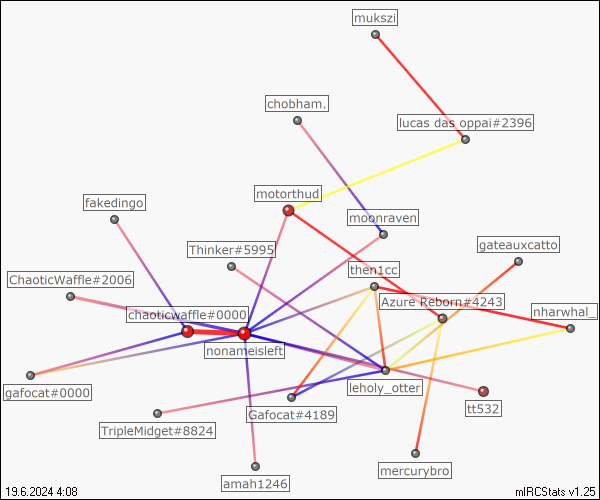 mukszi
chobham.
lucas das oppai#2396
fakedingo
motorthud
moonraven
Thinker#5995
gateauxcatto
ChaoticWaffle#2006
then1cc
Azure Reborn#4243
chaoticwaffle#0000
nharwhal_
nonameisleft
gafocat#0000
leholy_otter
Gafocat#4189
tt532
TripleMidget#8824
mercurybro
amah1246
19.6.2024 4:08
mIRCStats v1.25